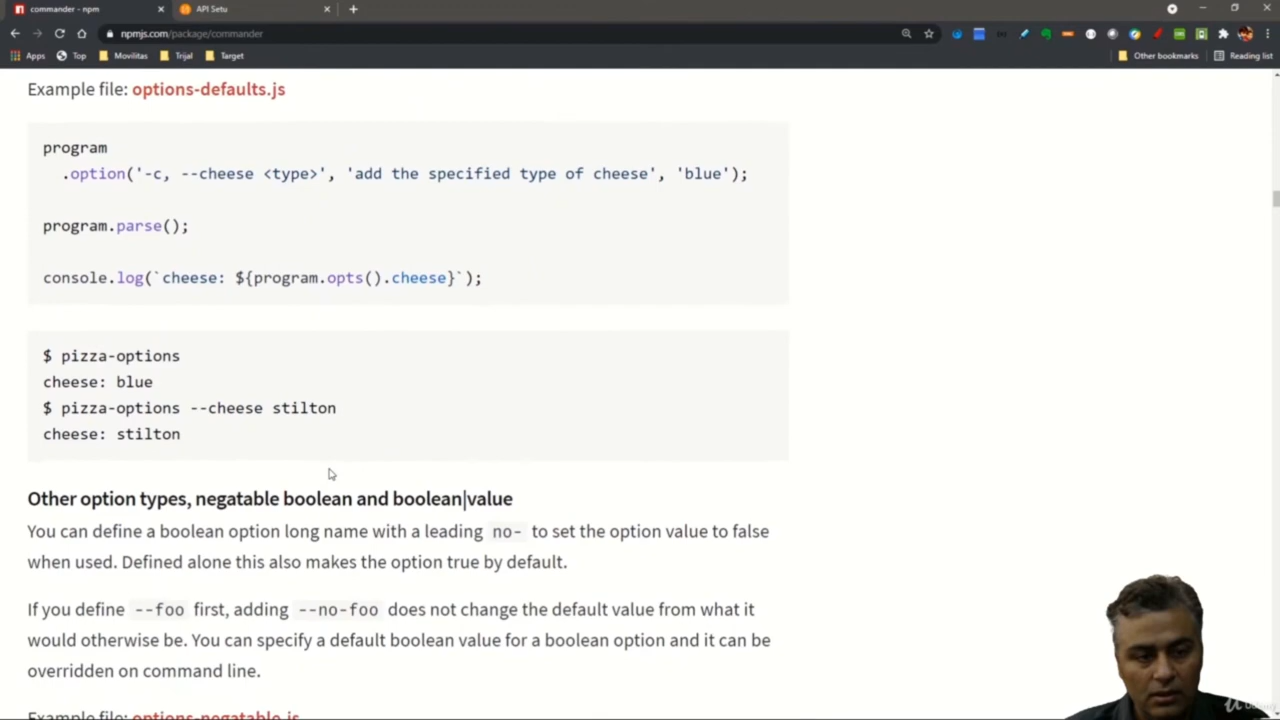 commander - npm
API Setu
npmjs.com/package/commander
Apps Top Movilitas Trijal Target Other bookmarks Reading list
Example file: options-defaults.js
program
.option('-c, --cheese <type>', 'add the specified type of cheese', 'blue');
program.parse();
console.log(`cheese: ${program.opts().cheese}`);
$ pizza-options
cheese: blue
$ pizza-options --cheese stilton
cheese: stilton
Other option types, negatable boolean and boolean|value
You can define a boolean option long name with a leading no- to set the option value to false
when used. Defined alone this also makes the option true by default.
If you define --foo first, adding --no-foo does not change the default value from what it
would otherwise be. You can specify a default boolean value for a boolean option and it can be
overridden on command line.
Example file: options-negatable.js